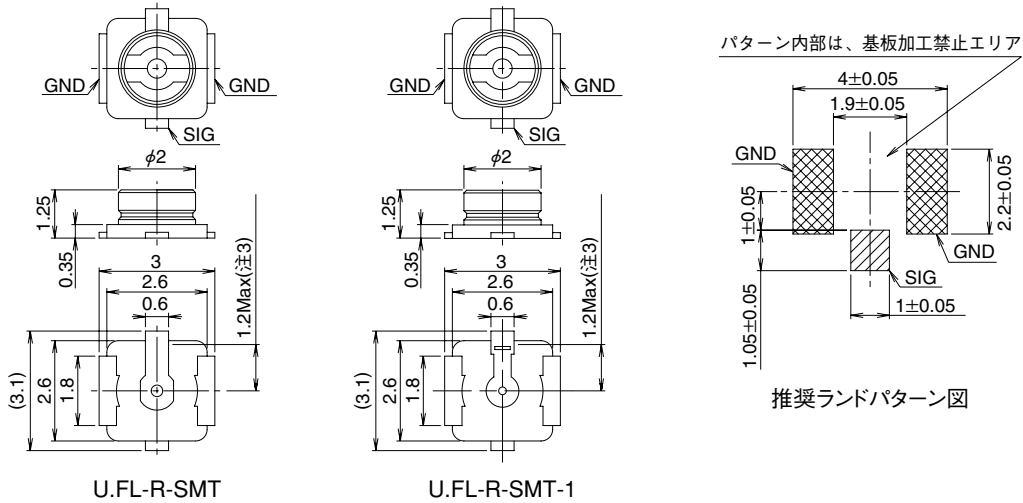 GND
GND
SIG
φ2
1.25
0.35
3
2.6
0.6
1.2Max(注3)
(3.1)
2.6
1.8
U.FL-R-SMT
GND
GND
SIG
φ2
1.25
0.35
3
2.6
0.6
1.2Max(注3)
(3.1)
2.6
1.8
U.FL-R-SMT-1
パターン内部は、基板加工禁止エリア
4±0.05
1.9±0.05
GND
1±0.05
2.2±0.05
GND
SIG
1.05±0.05
1±0.05
推奨ランドパターン図